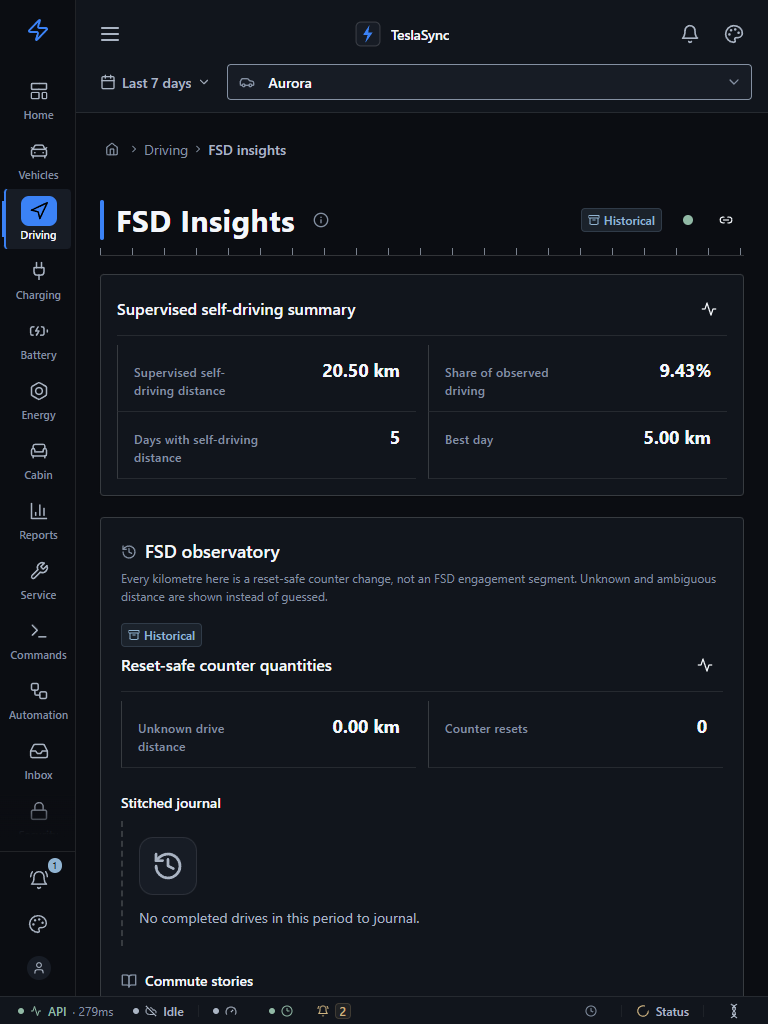 TeslaSync
Last 7 days
Aurora
Home
Vehicles
Driving
Charging
Battery
Energy
Cabin
Reports
Service
Commands
Automation
Inbox
1
Driving
FSD insights
FSD Insights
Historical
Supervised self-driving summary
Supervised self-
driving distance
20.50 km
Share of observed
driving
9.43%
Days with self-driving
distance
5
Best day
5.00 km
FSD observatory
Every kilometre here is a reset-safe counter change, not an FSD engagement segment. Unknown and ambiguous
distance are shown instead of guessed.
Historical
Reset-safe counter quantities
Unknown drive
distance
0.00 km
Counter resets
0
Stitched journal
No completed drives in this period to journal.
Commute stories
API · 279ms
Idle
2
Status